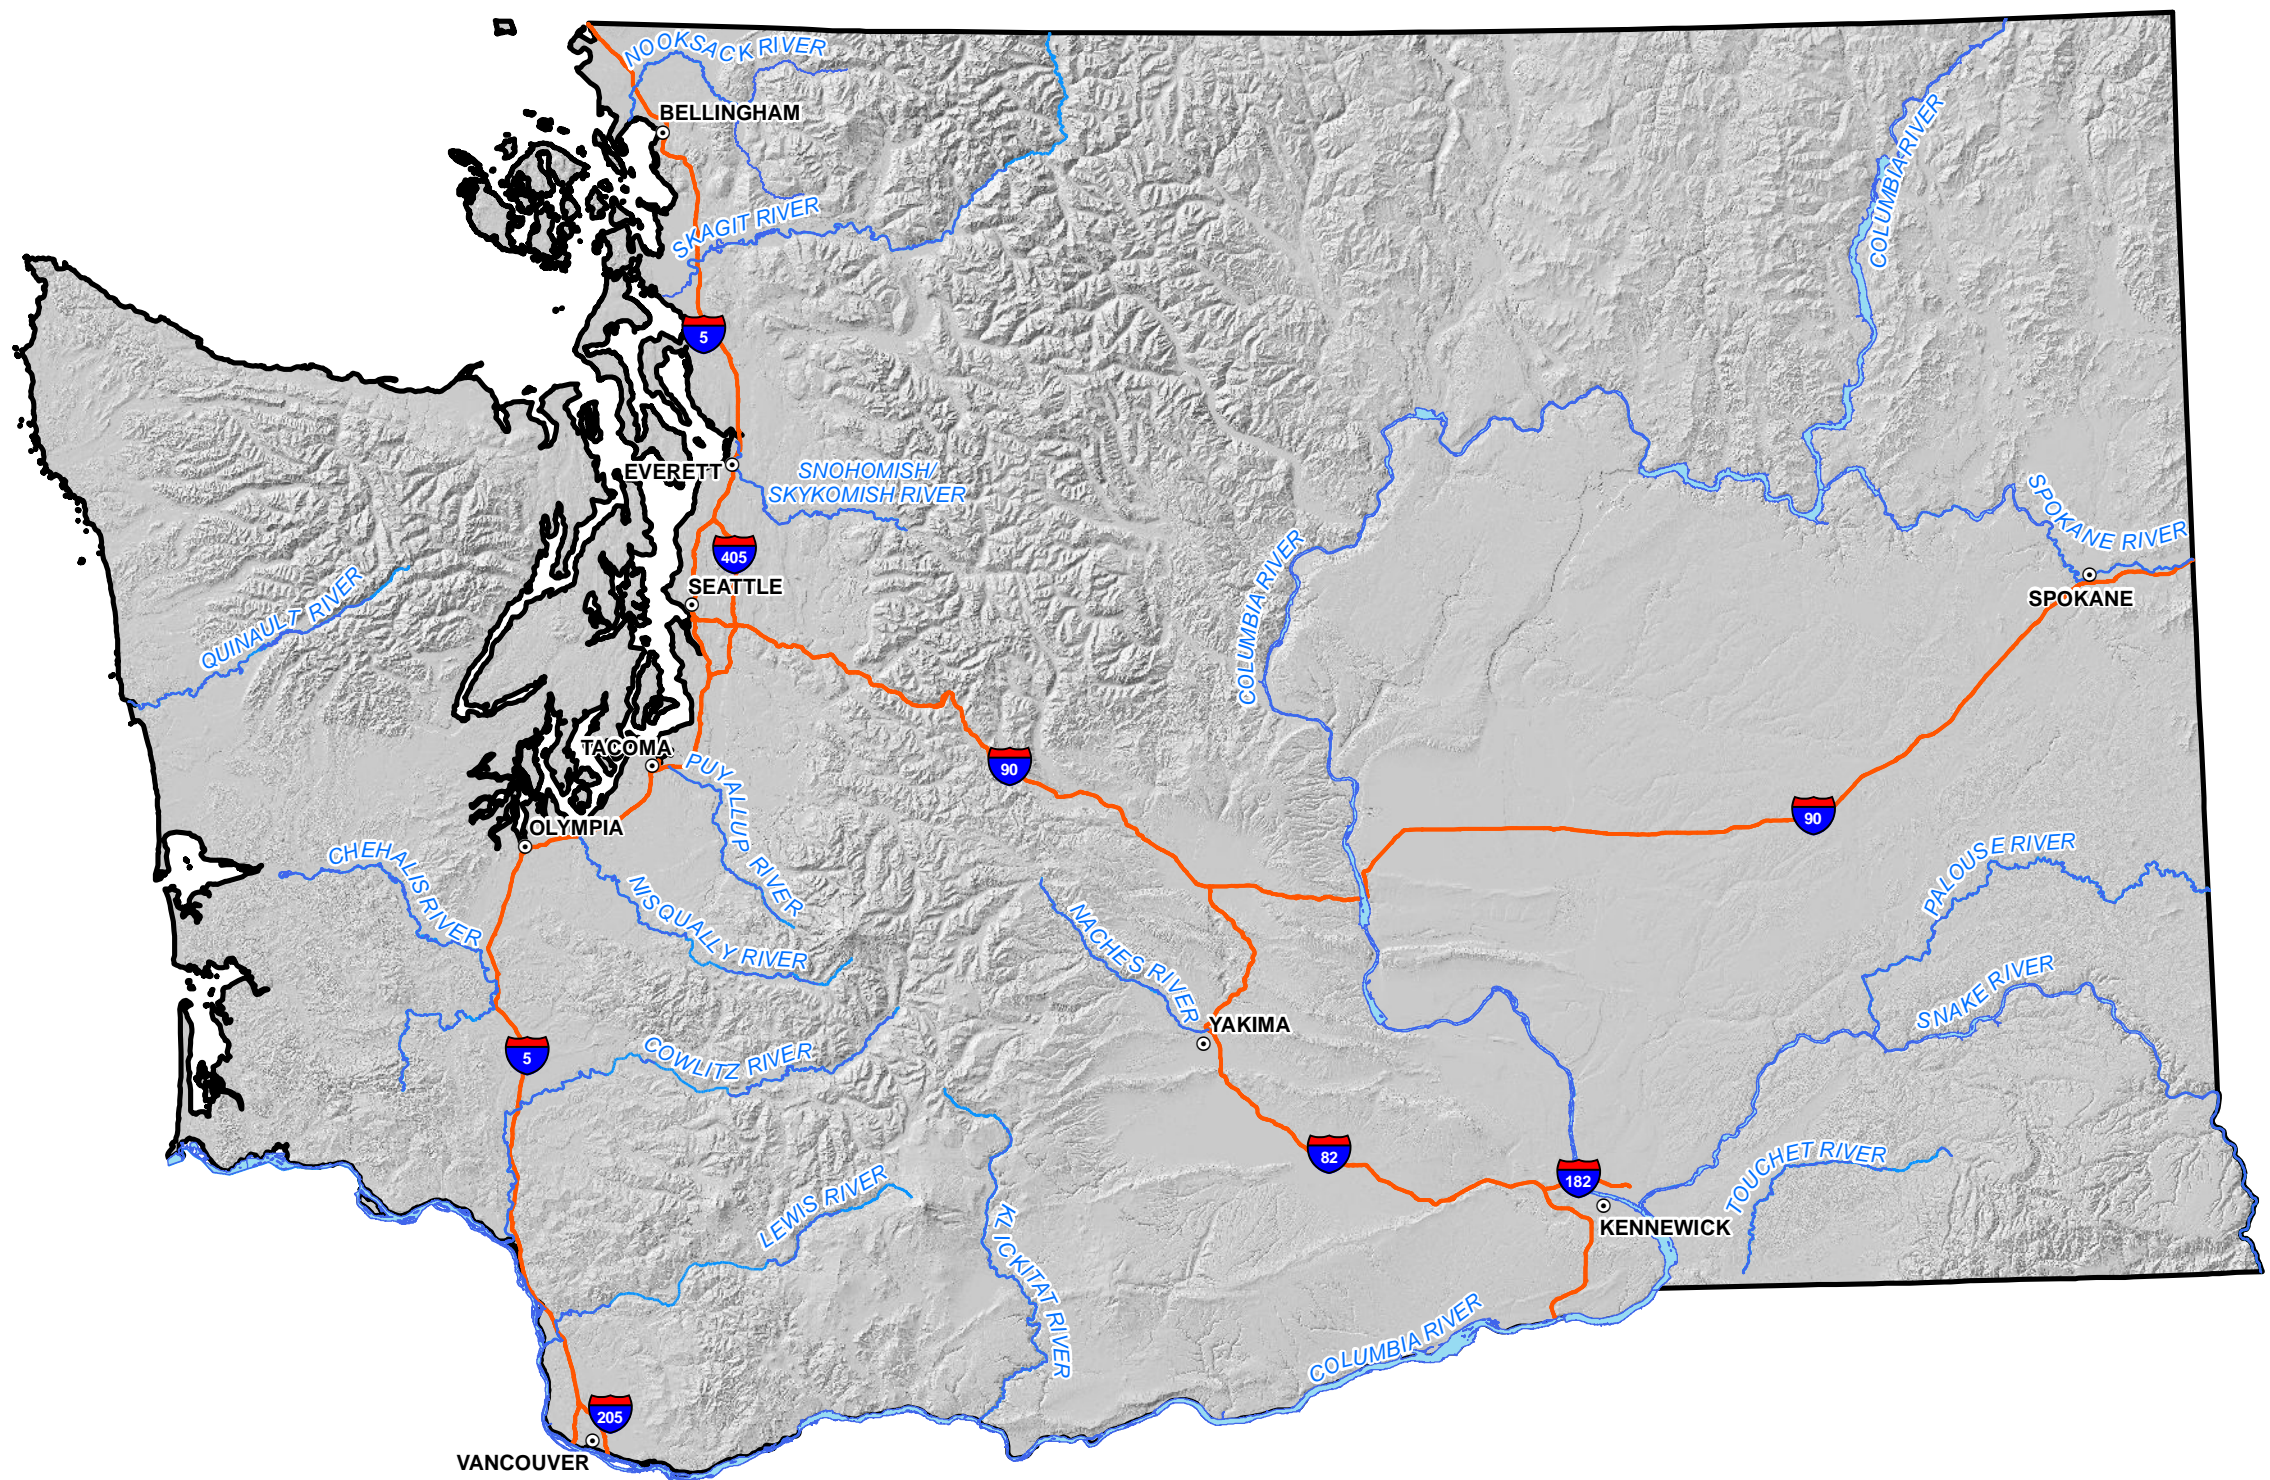 NOOKSACK RIVER
BELLINGHAM
COLUMBIA RIVER
SKAGIT RIVER
5
EVERETT
SNOHOMISH/
SKYKOMISH RIVER
SPOKANE RIVER
405
SEATTLE
COLUMBIA RIVER
SPOKANE
QUINAULT RIVER
TACOMA
90
PUYALLUP RIVER
90
OLYMPIA
CHEHALIS RIVER
PALOUSE RIVER
NISQUALLY RIVER
NACHES RIVER
SNAKE RIVER
YAKIMA
5
COWLITZ RIVER
82
182
TOUCHET RIVER
LEWIS RIVER
KENNEWICK
KLICKITAT RIVER
COLUMBIA RIVER
205
VANCOUVER